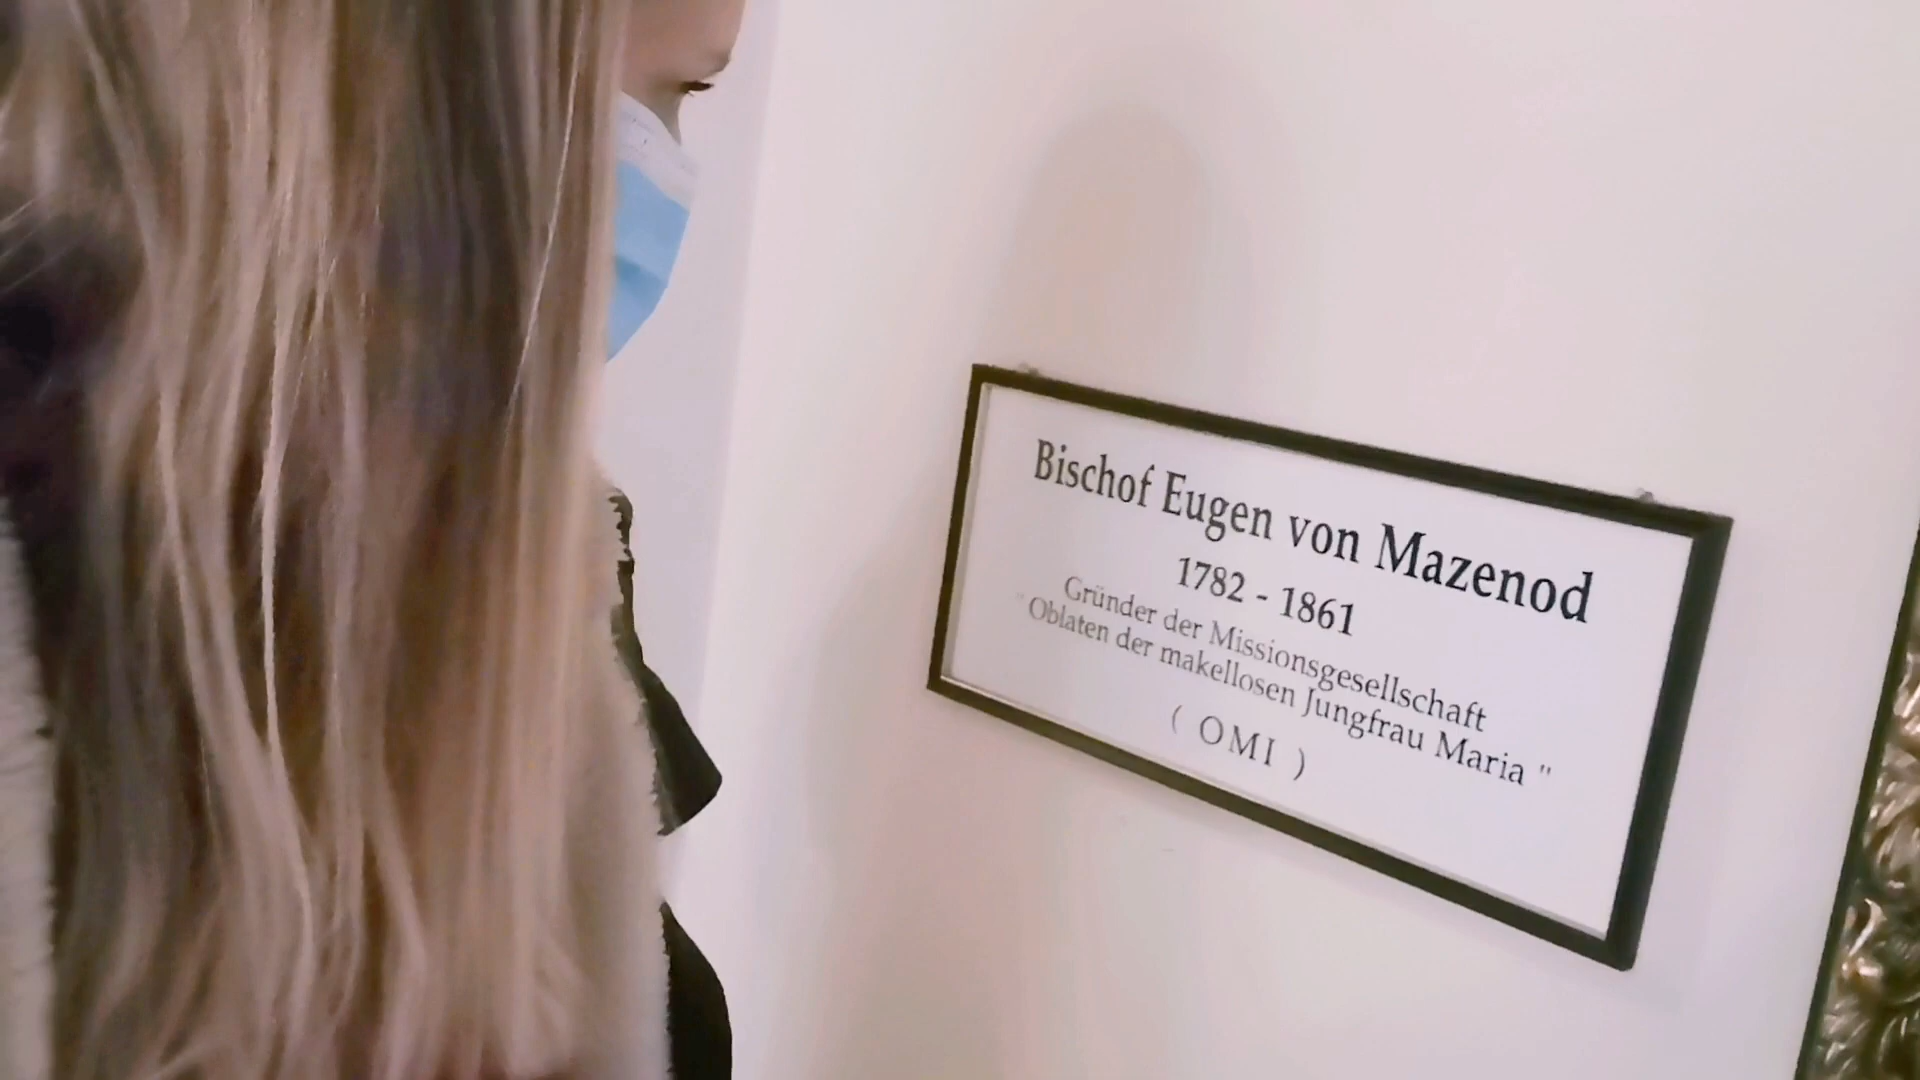 Bischof Eugen von Mazenod
1782 - 1861
Gründer der Missionsgesellschaft
" Oblaten der makellosen Jungfrau Maria "
( OMI )